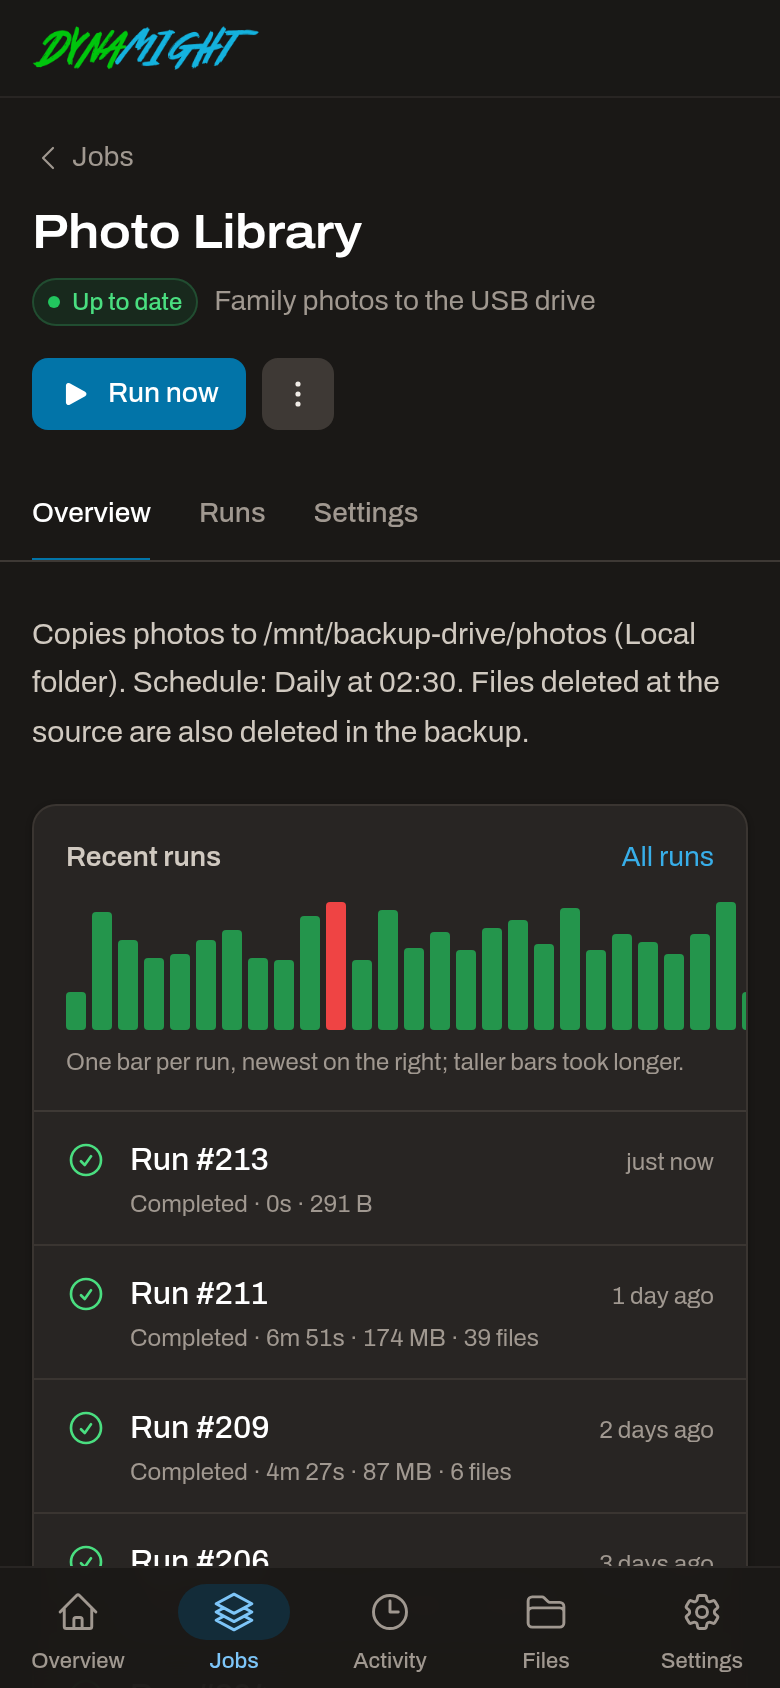 DYNAMIGHT
Jobs
Photo Library
Up to date
Family photos to the USB drive
Run now
Overview
Runs
Settings
Copies photos to /mnt/backup-drive/photos (Local
folder). Schedule: Daily at 02:30. Files deleted at the
source are also deleted in the backup.
Recent runs
All runs
One bar per run, newest on the right; taller bars took longer.
Run #213
just now
Completed · 0s · 291 B
Run #211
1 day ago
Completed · 6m 51s · 174 MB · 39 files
Run #209
2 days ago
Completed · 4m 27s · 87 MB · 6 files
Run #206
3 days ago
Overview
Jobs
Activity
Files
Settings